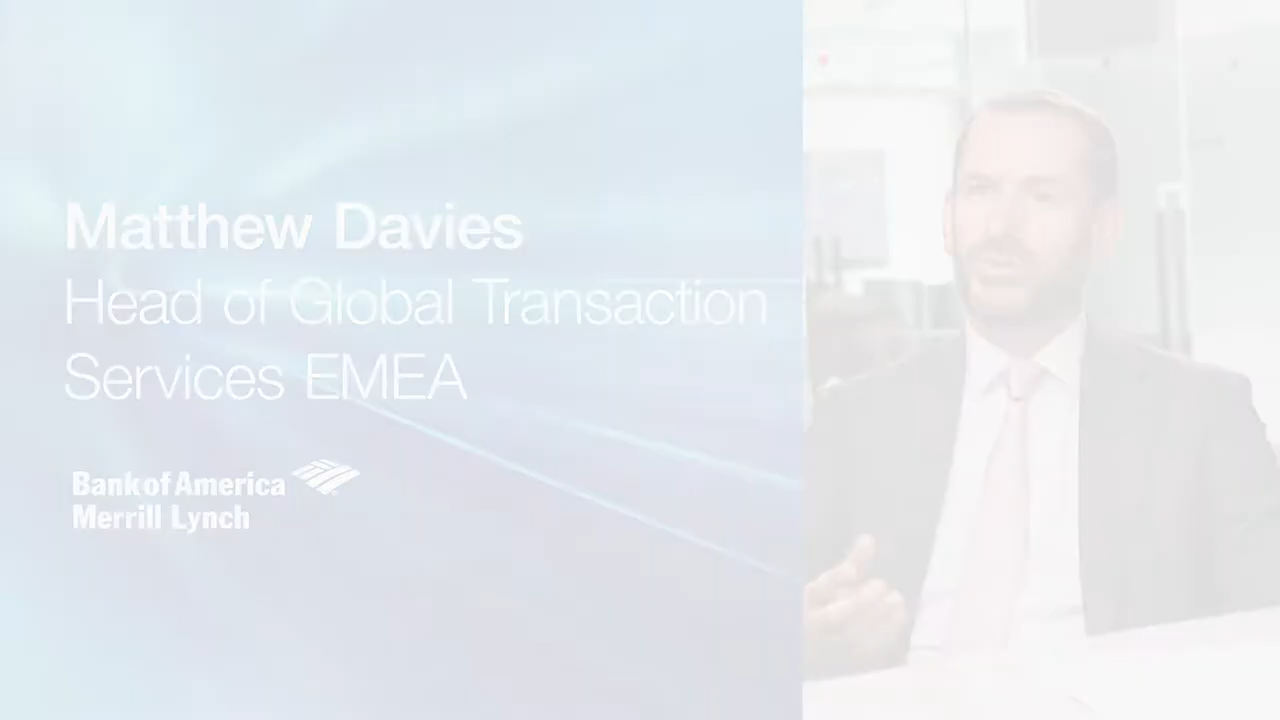 Matthew Davies
Head of Global Transaction
Services EMEA
Bank of America
Merrill Lynch